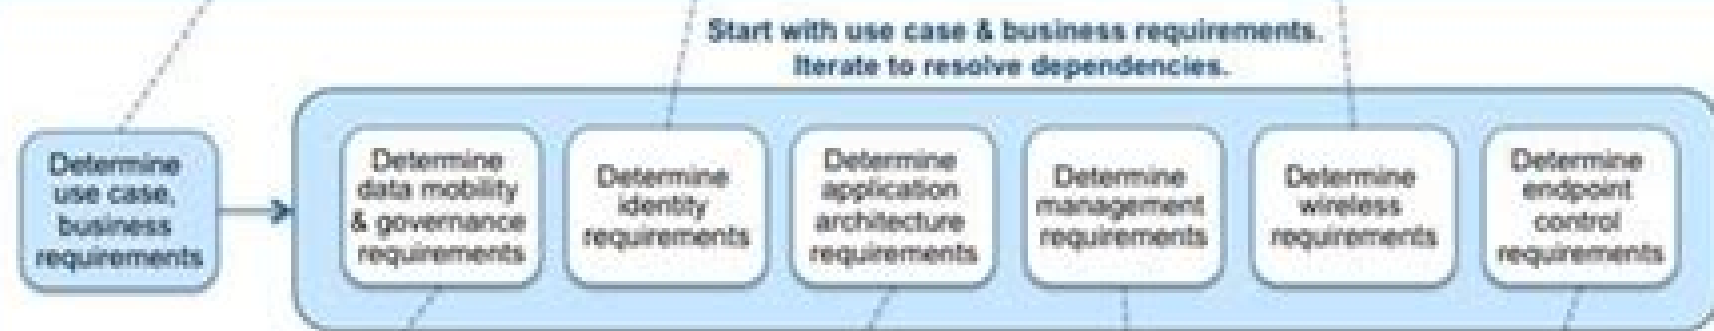 Start with use case & business requirements.
Iterate to resolve dependencies.
Determine
use case,
business
requirements
Determine
data mobility
& governance
requirements
Determine
identity
requirements
Determine
application
architecture
requirements
Determine
management
requirements
Determine
wireless
requirements
Determine
endpoint
control
requirements